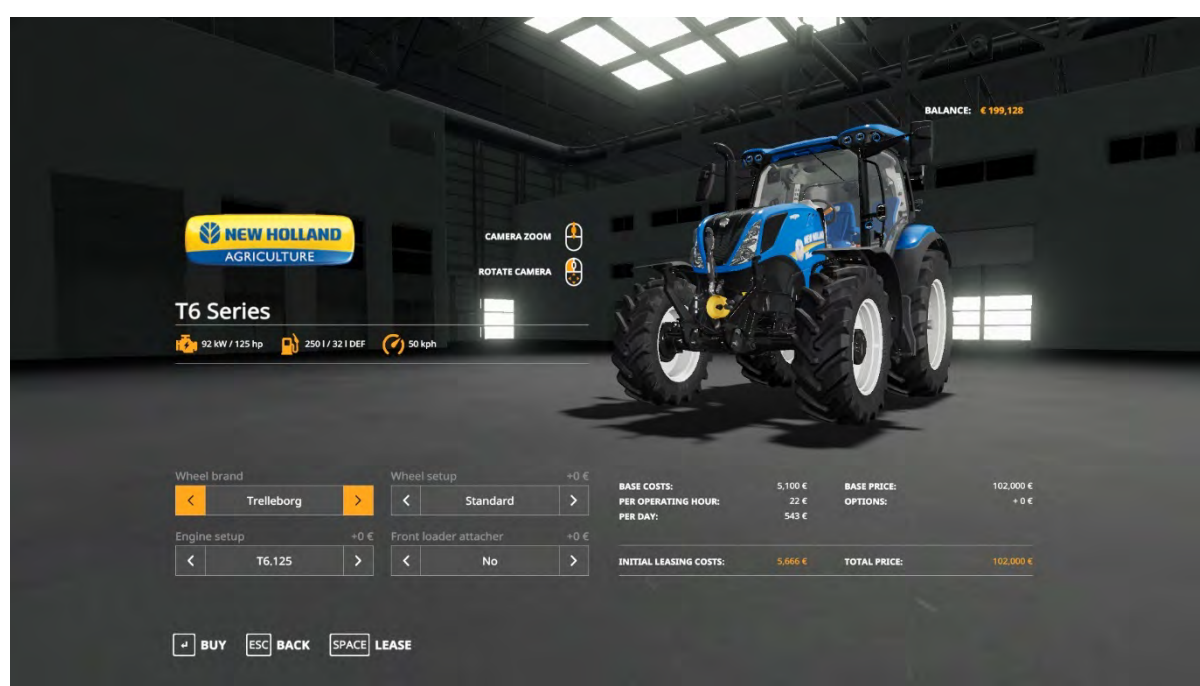 BALANCE: € 199,128
NEW HOLLAND
AGRICULTURE
CAMERA ZOOM
ROTATE CAMERA
T6 Series
92 kW / 125 hp 250 l / 32 l DEF 50 kph
Wheel brand
Trelleborg
Wheel setup +0 €
Standard
Engine setup +0 €
T6.125
Front loader attacher +0 €
No
BASE COSTS: 5,100 €
PER OPERATING HOUR: 22 €
PER DAY: 543 €
INITIAL LEASING COSTS: 5,666 €
BASE PRICE: 102,000 €
OPTIONS: + 0 €
TOTAL PRICE: 102,000 €
BUY ESC BACK SPACE LEASE